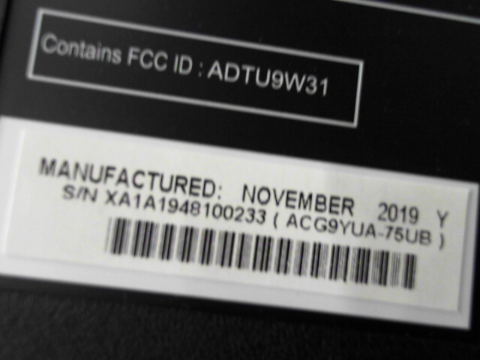 Contains FCC ID : ADTU9W31
MANUFACTURED: NOVEMBER 2019 Y
S/N XA1A1948100233 ( ACG9YUA-75UB )